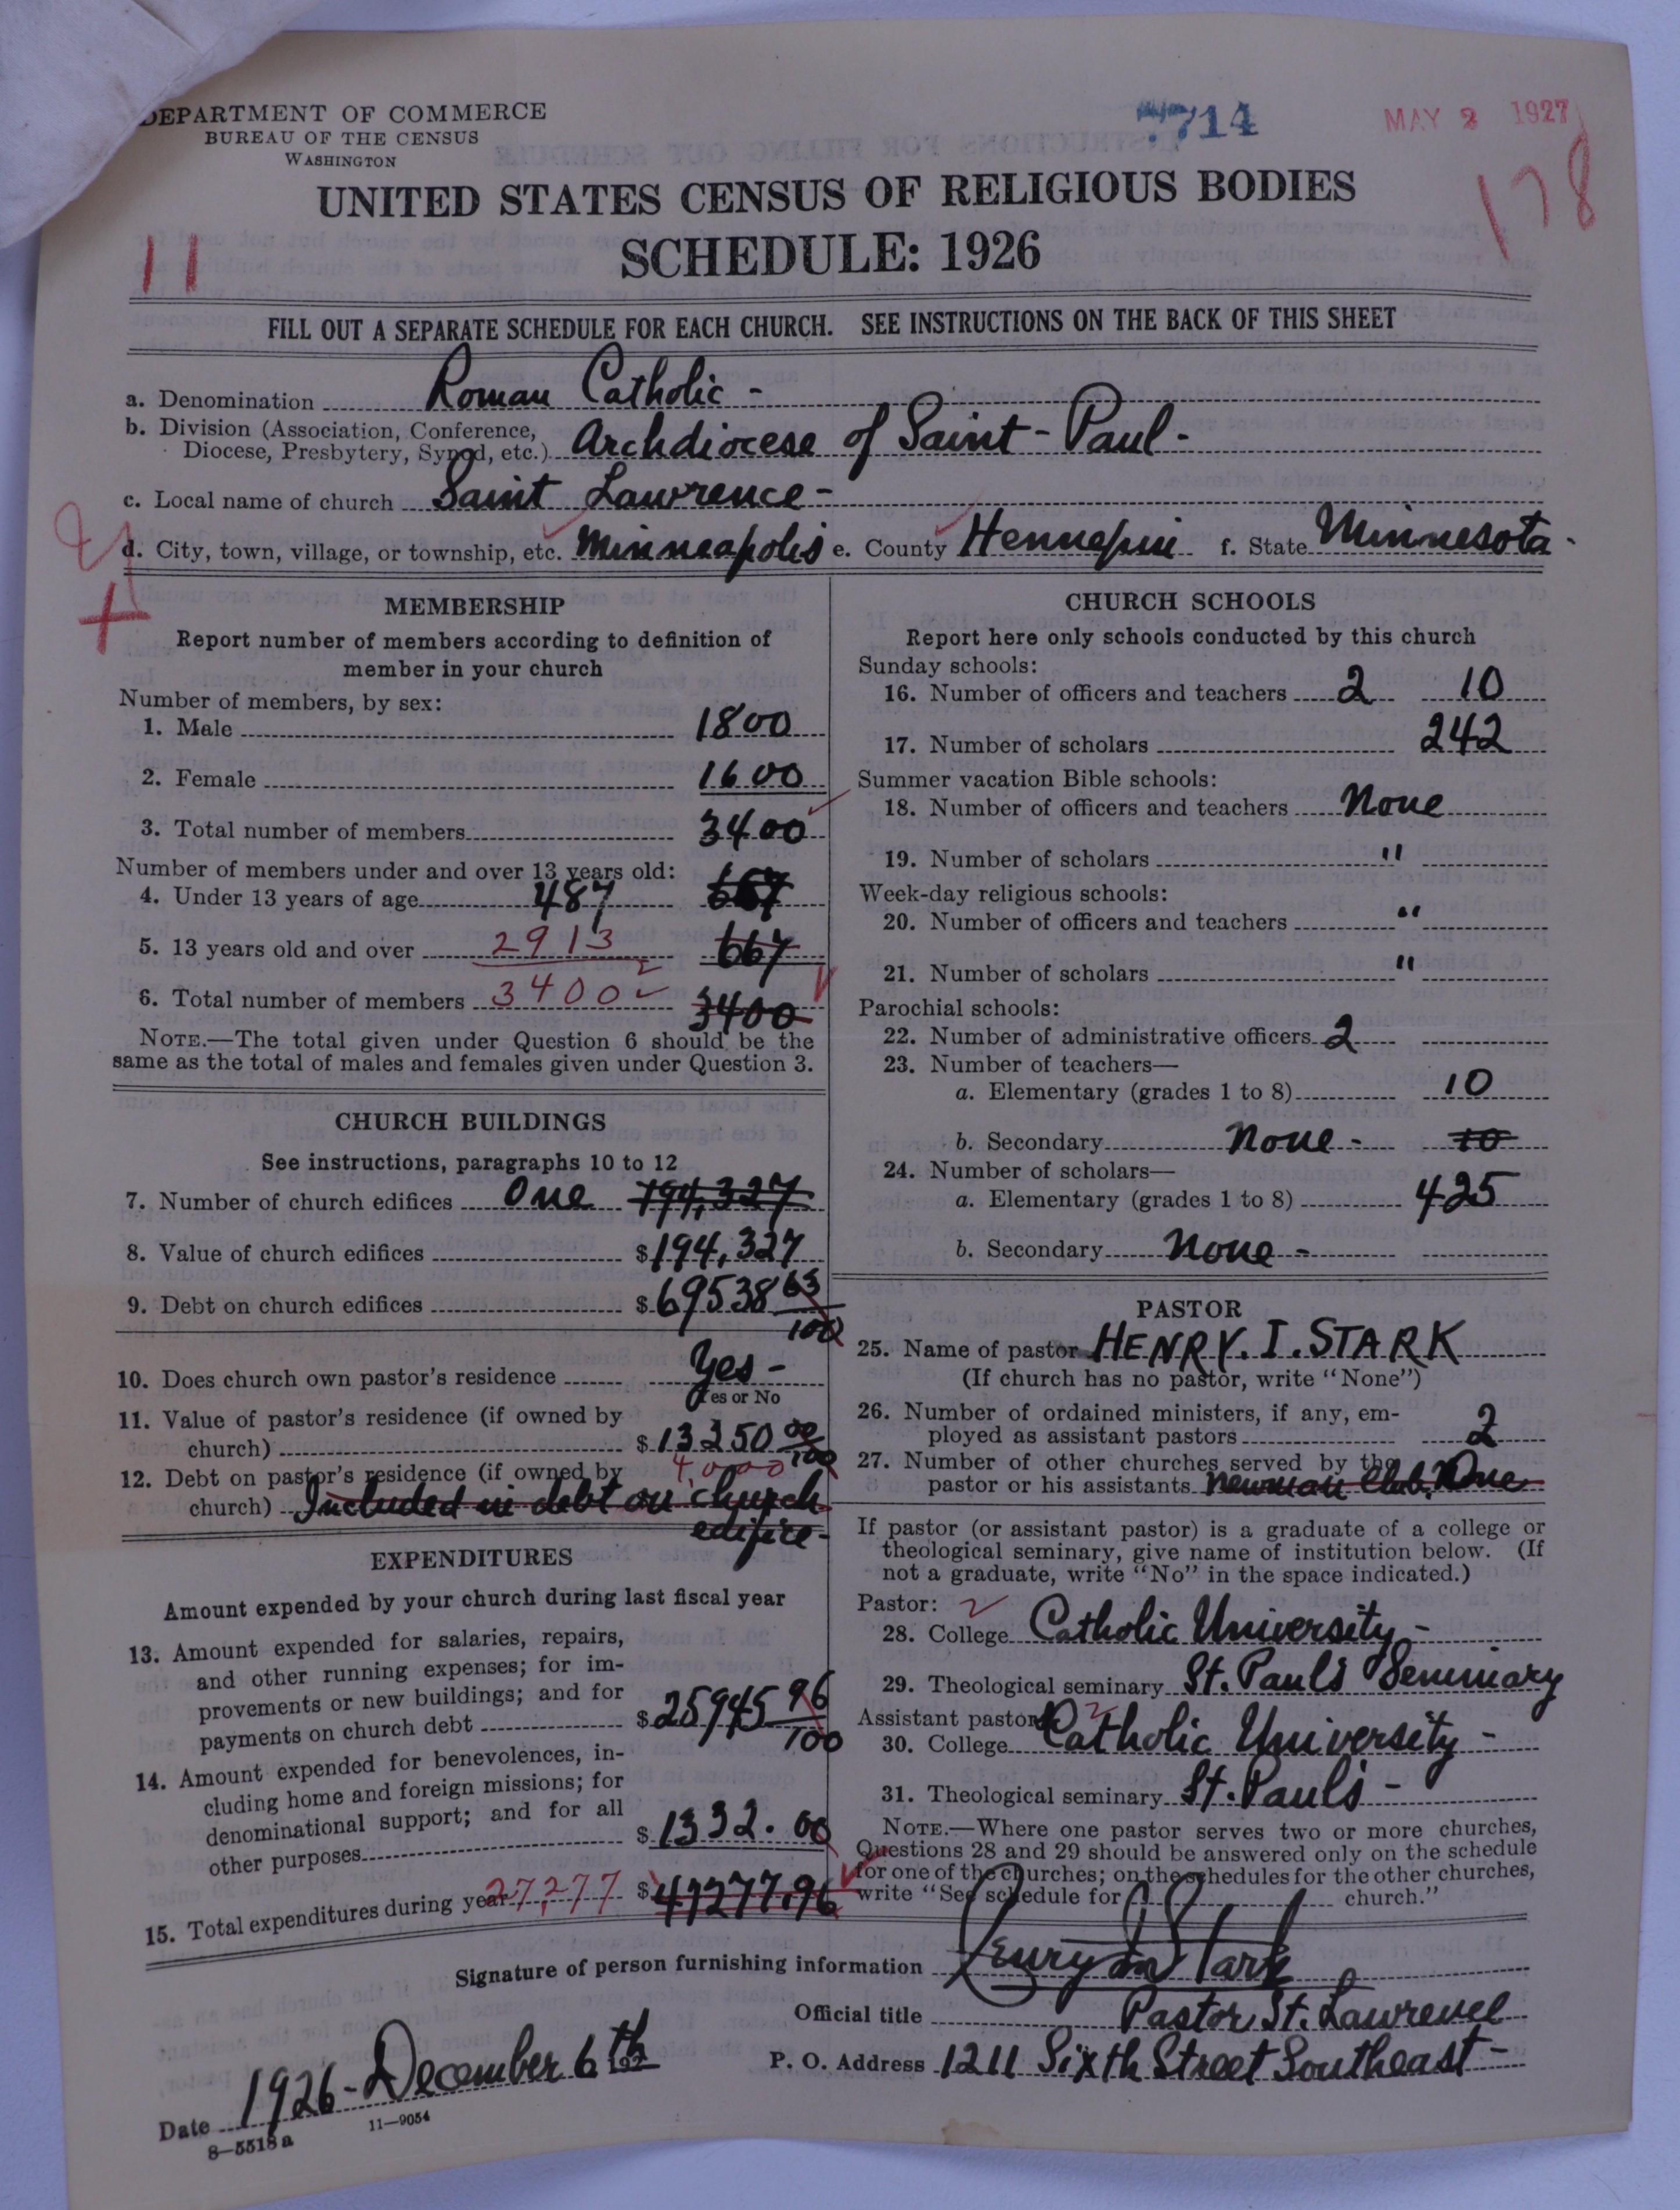 DEPARTMENT OF COMMERCE
BUREAU OF THE CENSUS
WASHINGTON
7714
MAY 2 1927
178
UNITED STATES CENSUS OF RELIGIOUS BODIES
11
SCHEDULE: 1926
FILL OUT A SEPARATE SCHEDULE FOR EACH CHURCH. SEE INSTRUCTIONS ON THE BACK OF THIS SHEET
a. Denomination Roman Catholic -
b. Division (Association, Conference,
Diocese, Presbytery, Synod, etc.) Archdiocese of Saint-Paul-
c. Local name of church Saint Lawrence-
d. City, town, village, or township, etc. Minneapolis e. County Hennepin f. State Minnesota-
MEMBERSHIP
Report number of members according to definition of
member in your church
Number of members, by sex:
1. Male 1800
2. Female 1600
3. Total number of members 3400
Number of members under and over 13 years old:
4. Under 13 years of age 487 667
5. 13 years old and over 2913 667
6. Total number of members 3400 3400
NOTE.—The total given under Question 6 should be the
same as the total of males and females given under Question 3.
CHURCH BUILDINGS
See instructions, paragraphs 10 to 12
7. Number of church edifices One 194,327
8. Value of church edifices $194,327
9. Debt on church edifices $69538 63/100
10. Does church own pastor's residence Yes-
Yes or No
11. Value of pastor's residence (if owned by
church) $13250 00/100
12. Debt on pastor's residence (if owned by 4,000
church) Included in debt on church
edifice-
EXPENDITURES
Amount expended by your church during last fiscal year
13. Amount expended for salaries, repairs,
and other running expenses; for im-
provements or new buildings; and for
payments on church debt $25945 96/100
14. Amount expended for benevolences, in-
cluding home and foreign missions; for
denominational support; and for all
other purposes $1332.00
15. Total expenditures during year 27,277 $47277.96
CHURCH SCHOOLS
Report here only schools conducted by this church
Sunday schools:
16. Number of officers and teachers 2 10
17. Number of scholars 242
Summer vacation Bible schools:
18. Number of officers and teachers None
19. Number of scholars "
Week-day religious schools:
20. Number of officers and teachers "
21. Number of scholars "
Parochial schools:
22. Number of administrative officers 2
23. Number of teachers—
a. Elementary (grades 1 to 8) 10
b. Secondary None - 10
24. Number of scholars—
a. Elementary (grades 1 to 8) 425
b. Secondary None -
PASTOR
25. Name of pastor HENRY. I. STARK
(If church has no pastor, write "None")
26. Number of ordained ministers, if any, em-
ployed as assistant pastors 2
27. Number of other churches served by the
pastor or his assistants Newman Club. One
If pastor (or assistant pastor) is a graduate of a college or
theological seminary, give name of institution below. (If
not a graduate, write "No" in the space indicated.)
Pastor: 2
28. College Catholic University -
29. Theological seminary St. Paul's Seminary
Assistant pastor: 2
30. College Catholic University -
31. Theological seminary St. Paul's -
NOTE.—Where one pastor serves two or more churches,
Questions 28 and 29 should be answered only on the schedule
for one of the churches; on the schedules for the other churches,
write "See schedule for church."
Signature of person furnishing information Henry I. Stark
Official title Pastor St. Lawrence
P. O. Address 1211 Sixth Street Southeast-
Date 1926-December 6th 192
8—5518a 11—9054